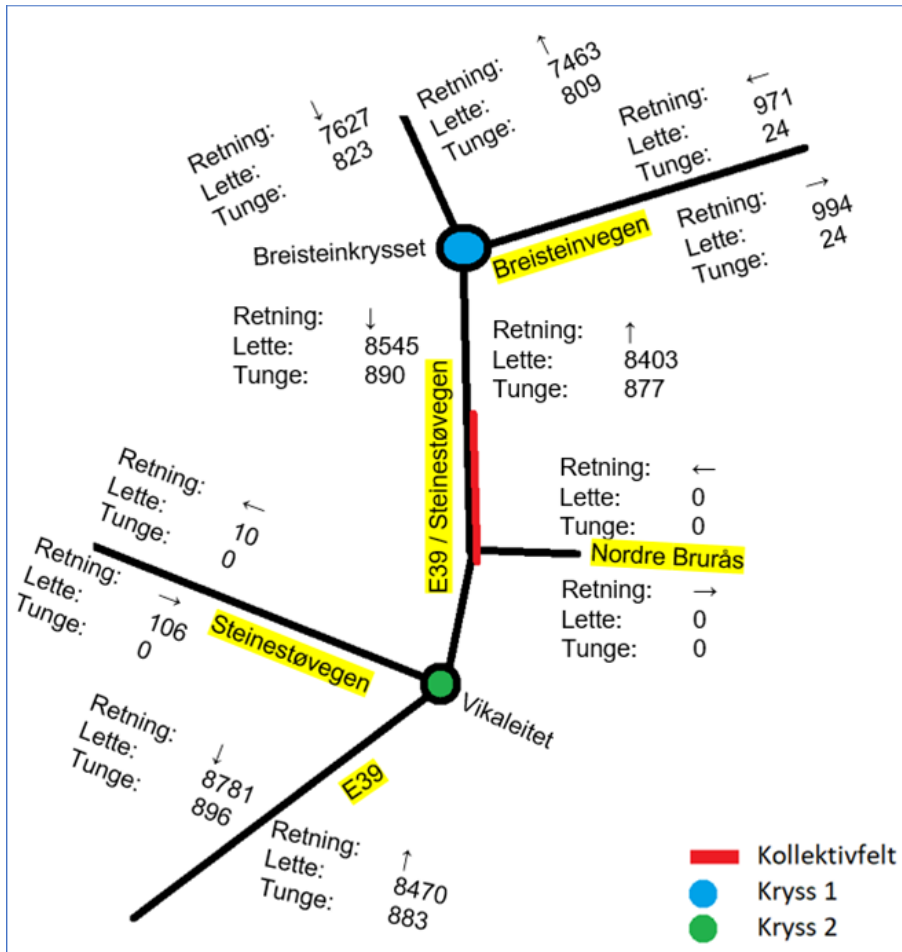 Retning: ↓
Lette: 7627
Tunge: 823
Retning: ↑
Lette: 7463
Tunge: 809
Retning: ←
Lette: 971
Tunge: 24
Retning: →
Lette: 994
Tunge: 24
Breisteinkrysset
Breisteinvegen
Retning: ↓
Lette: 8545
Tunge: 890
E39 / Steinestøvegen
Retning: ↑
Lette: 8403
Tunge: 877
Retning: ←
Lette: 10
Tunge: 0
Retning: →
Lette: 106
Tunge: 0
Steinestøvegen
Retning: ←
Lette: 0
Tunge: 0
Nordre Brurås
Retning: →
Lette: 0
Tunge: 0
Vikaleitet
Retning: ↓
Lette: 8781
Tunge: 896
E39
Retning: ↑
Lette: 8470
Tunge: 883
Kollektivfelt
Kryss 1
Kryss 2